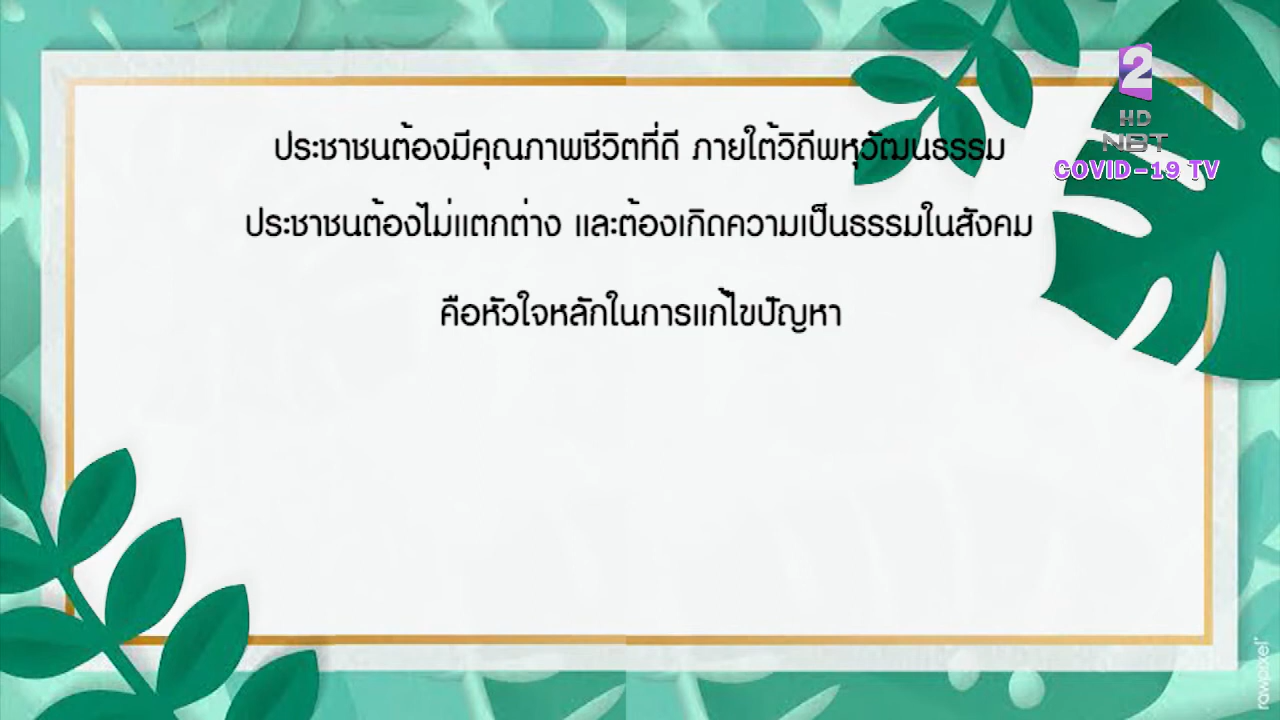 ประชาชนต้องมีคุณภาพชีวิตที่ดี ภายใต้วิถีพหุวัฒนธรรม
ประชาชนต้องไม่แตกต่าง และต้องเกิดความเป็นธรรมในสังคม
คือหัวใจหลักในการแก้ไขปัญหา
2
HD
NBT
COVID-19 TV
rawpixel